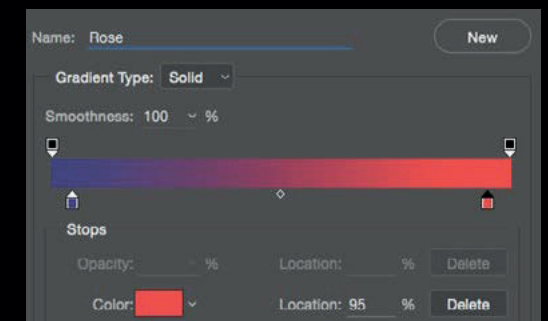 Name: Rose New
Gradient Type: Solid
Smoothness: 100 %
Stops
Opacity: % Location: % Delete
Color: Location: 95 % Delete